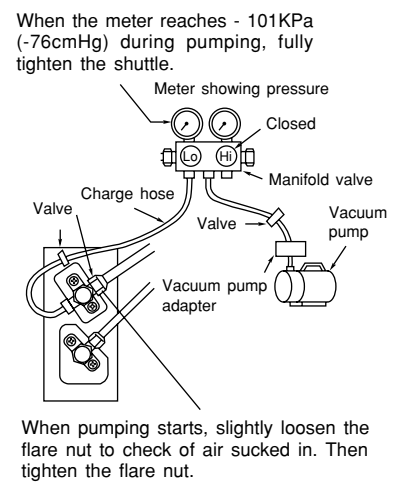 When the meter reaches - 101KPa
(-76cmHg) during pumping, fully
tighten the shuttle.
Meter showing pressure
Closed
Lo
Hi
Manifold valve
Charge hose
Valve
Valve
Vacuum
pump
Vacuum pump
adapter
When pumping starts, slightly loosen the
flare nut to check of air sucked in. Then
tighten the flare nut.